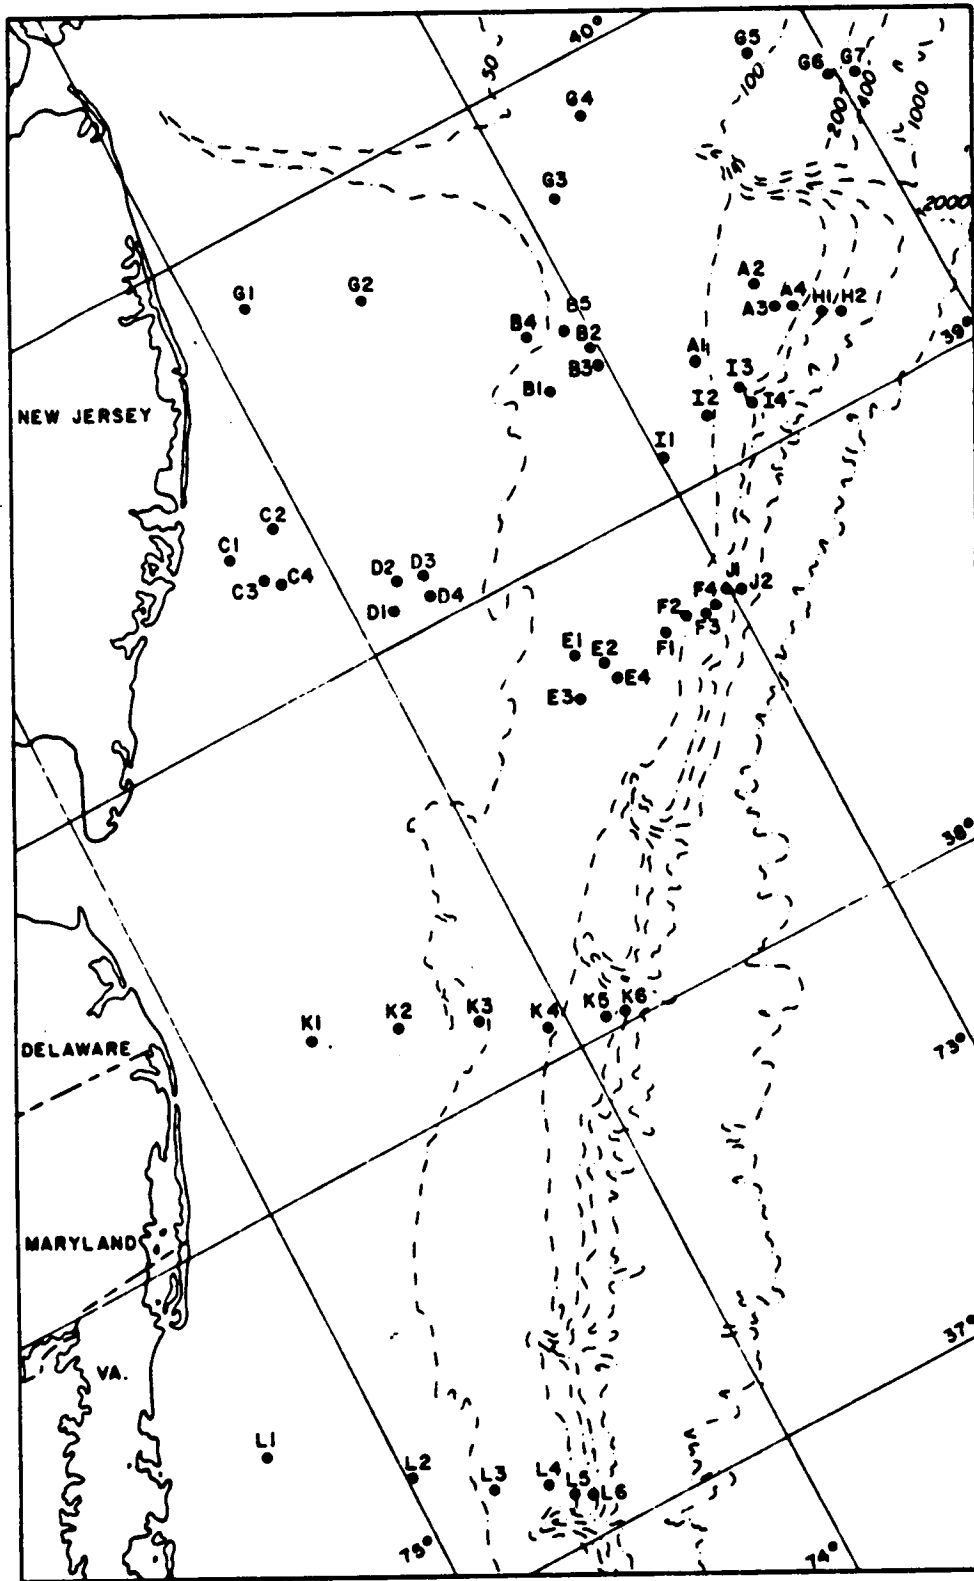 40°
G5
50
100
G6
G7
400
200
1000
G4
G3
2000
A2
G1
G2
A3
A4
H1/H2
B5
B4
B2
39°
B3
A1
B1
I3
I2
I4
NEW JERSEY
I1
C2
C1
C3
C4
D2
D3
D1
D4
J1
J2
F4
F2
F3
F1
E1
E2
E4
E3
38°
K1
K2
K3
K4
K5
K6
73°
DELAWARE
MARYLAND
37°
VA.
L1
L2
L3
L4
L5
L6
75°
74°